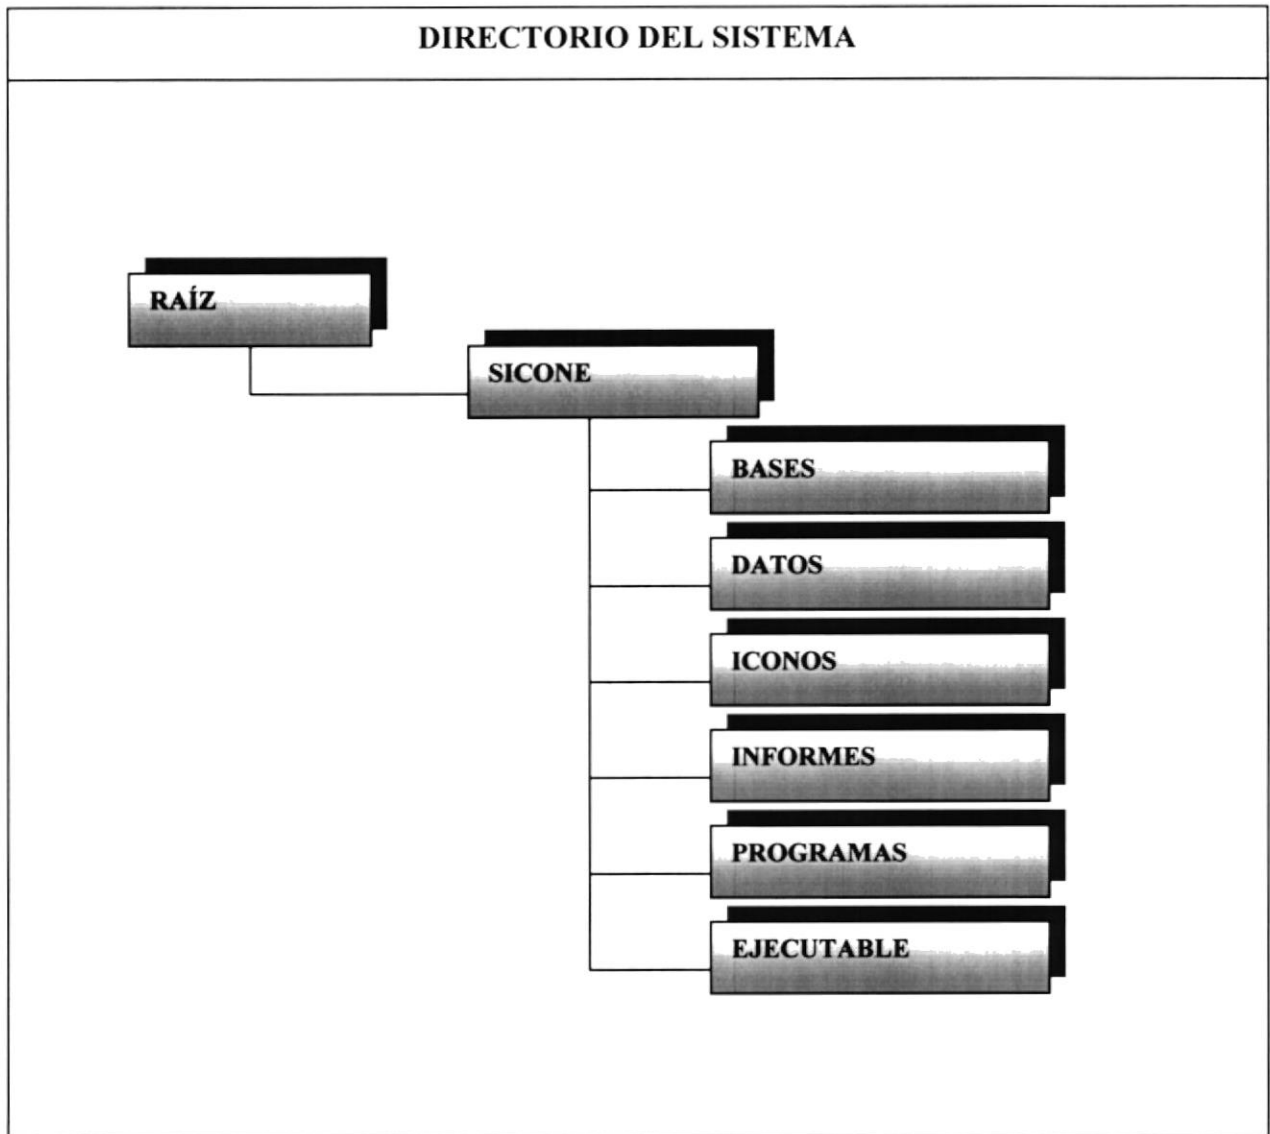 DIRECTORIO DEL SISTEMA
RAÍZ
SICONE
BASES
DATOS
ICONOS
INFORMES
PROGRAMAS
EJECUTABLE